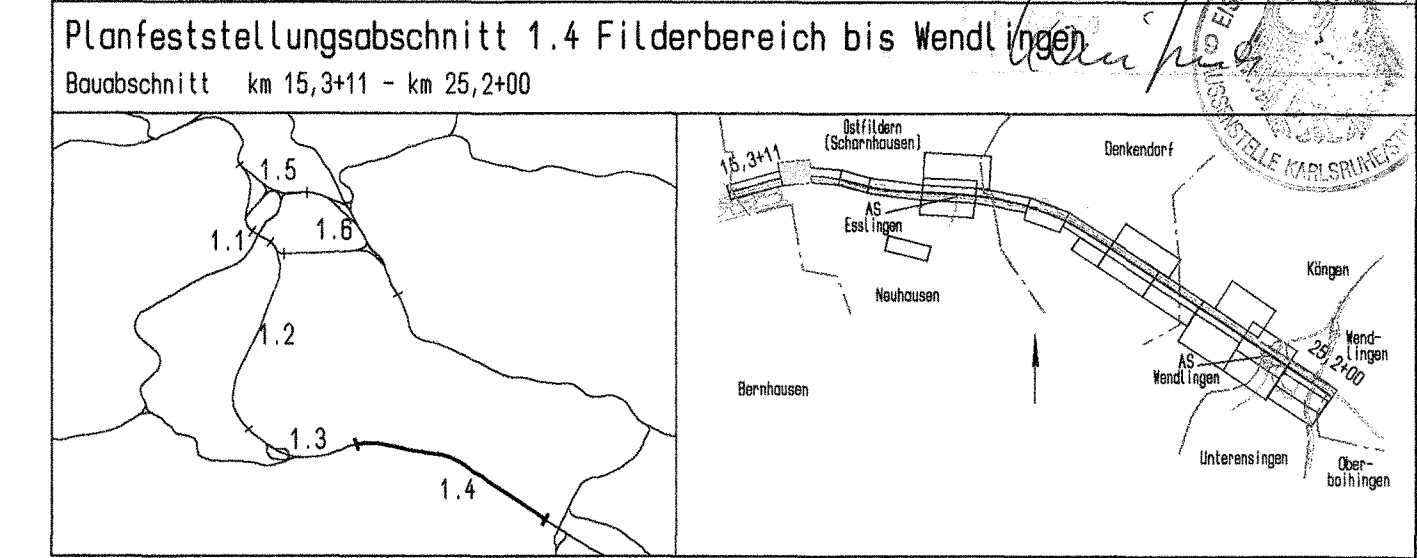 Planfeststellungsabschnitt 1.4 Filderbereich bis Wendlingen
Bauabschnitt km 15,3+11 - km 25,2+00
1.5
1.1
1.6
1.2
1.3
1.4
15,3+11
Ostfildern
(Scharnhausen)
Denkendorf
AS
Esslingen
Neuhausen
Bernhausen
Köngen
Wend-
lingen
25,2+00
AS
Wendlingen
Unterensingen
Ober-
boihingen
STELLE KARLSRUHE/ST